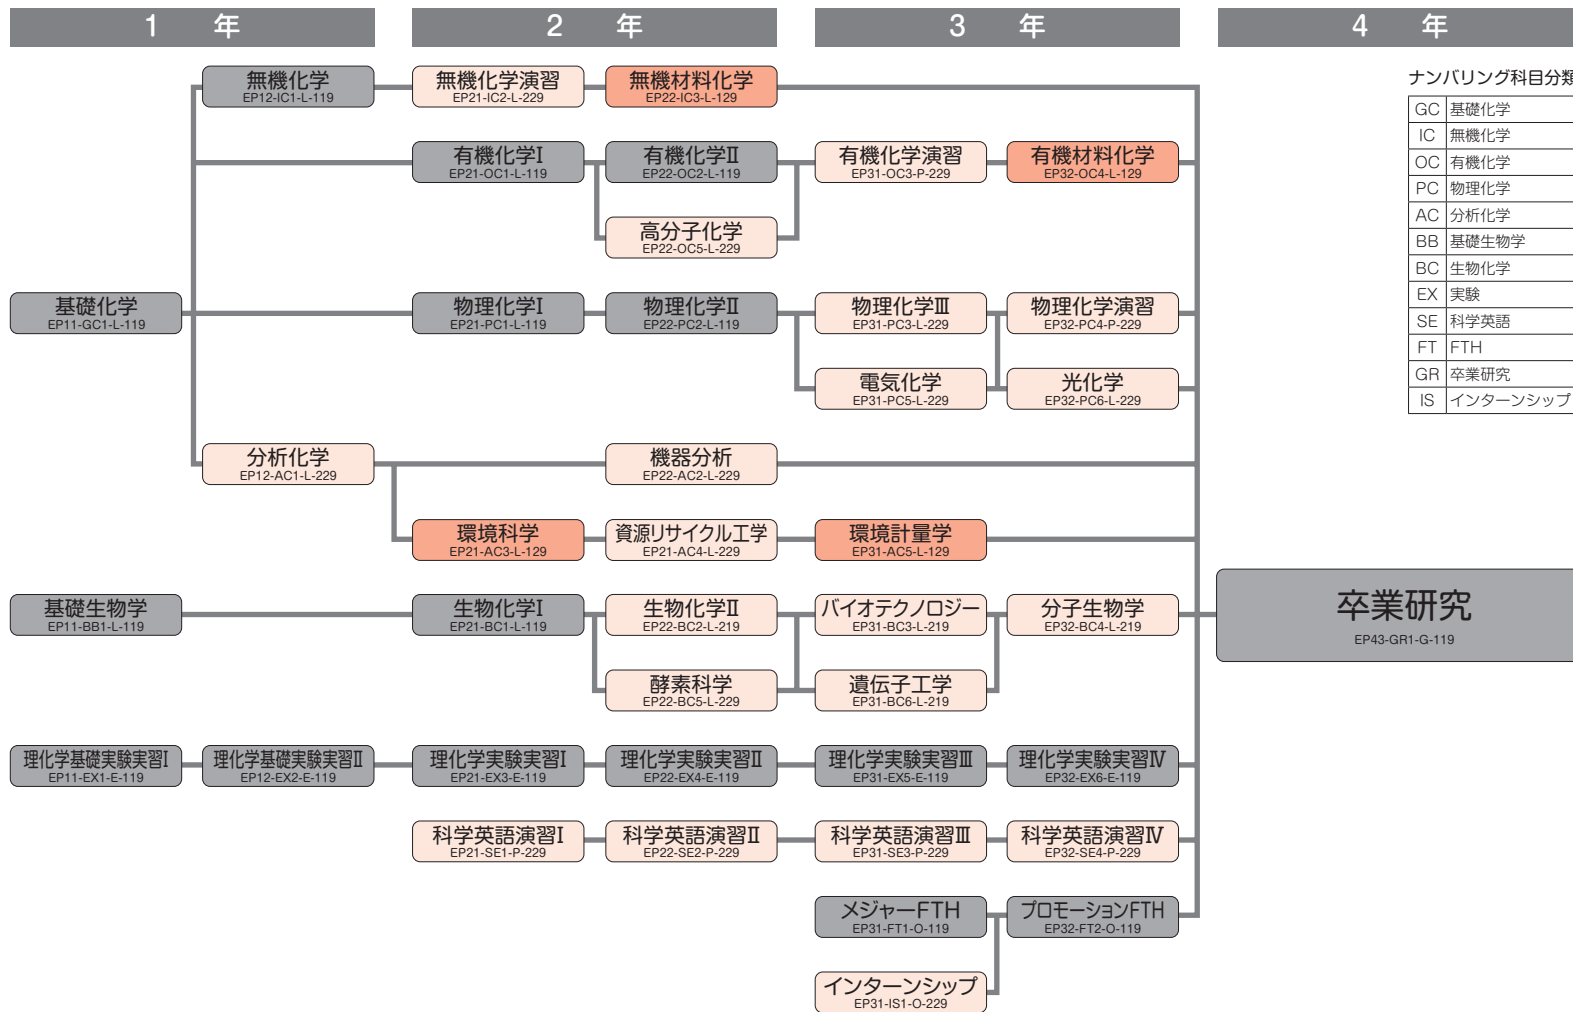 1 年
2 年
3 年
4 年
ナンバリング科目分類
GC 基礎化学
IC 無機化学
OC 有機化学
PC 物理化学
AC 分析化学
BB 基礎生物学
BC 生物化学
EX 実験
SE 科学英語
FT FTH
GR 卒業研究
IS インターンシップ
無機化学
EP12-IC1-L-119
無機化学演習
EP21-IC2-L-229
無機材料化学
EP22-IC3-L-129
有機化学Ⅰ
EP21-OC1-L-119
有機化学Ⅱ
EP22-OC2-L-119
有機化学演習
EP31-OC3-P-229
有機材料化学
EP32-OC4-L-129
高分子化学
EP22-OC5-L-229
基礎化学
EP11-GC1-L-119
物理化学Ⅰ
EP21-PC1-L-119
物理化学Ⅱ
EP22-PC2-L-119
物理化学Ⅲ
EP31-PC3-L-229
物理化学演習
EP32-PC4-P-229
電気化学
EP31-PC5-L-229
光化学
EP32-PC6-L-229
分析化学
EP12-AC1-L-229
機器分析
EP22-AC2-L-229
環境科学
EP21-AC3-L-129
資源リサイクル工学
EP21-AC4-L-229
環境計量学
EP31-AC5-L-129
基礎生物学
EP11-BB1-L-119
生物化学Ⅰ
EP21-BC1-L-119
生物化学Ⅱ
EP22-BC2-L-219
バイオテクノロジー
EP31-BC3-L-219
分子生物学
EP32-BC4-L-219
卒業研究
EP43-GR1-G-119
酵素科学
EP22-BC5-L-229
遺伝子工学
EP31-BC6-L-219
理化学基礎実験実習Ⅰ
EP11-EX1-E-119
理化学基礎実験実習Ⅱ
EP12-EX2-E-119
理化学実験実習Ⅰ
EP21-EX3-E-119
理化学実験実習Ⅱ
EP22-EX4-E-119
理化学実験実習Ⅲ
EP31-EX5-E-119
理化学実験実習Ⅳ
EP32-EX6-E-119
科学英語演習Ⅰ
EP21-SE1-P-229
科学英語演習Ⅱ
EP22-SE2-P-229
科学英語演習Ⅲ
EP31-SE3-P-229
科学英語演習Ⅳ
EP32-SE4-P-229
メジャーFTH
EP31-FT1-O-119
プロモーションFTH
EP32-FT2-O-119
インターンシップ
EP31-IS1-O-229